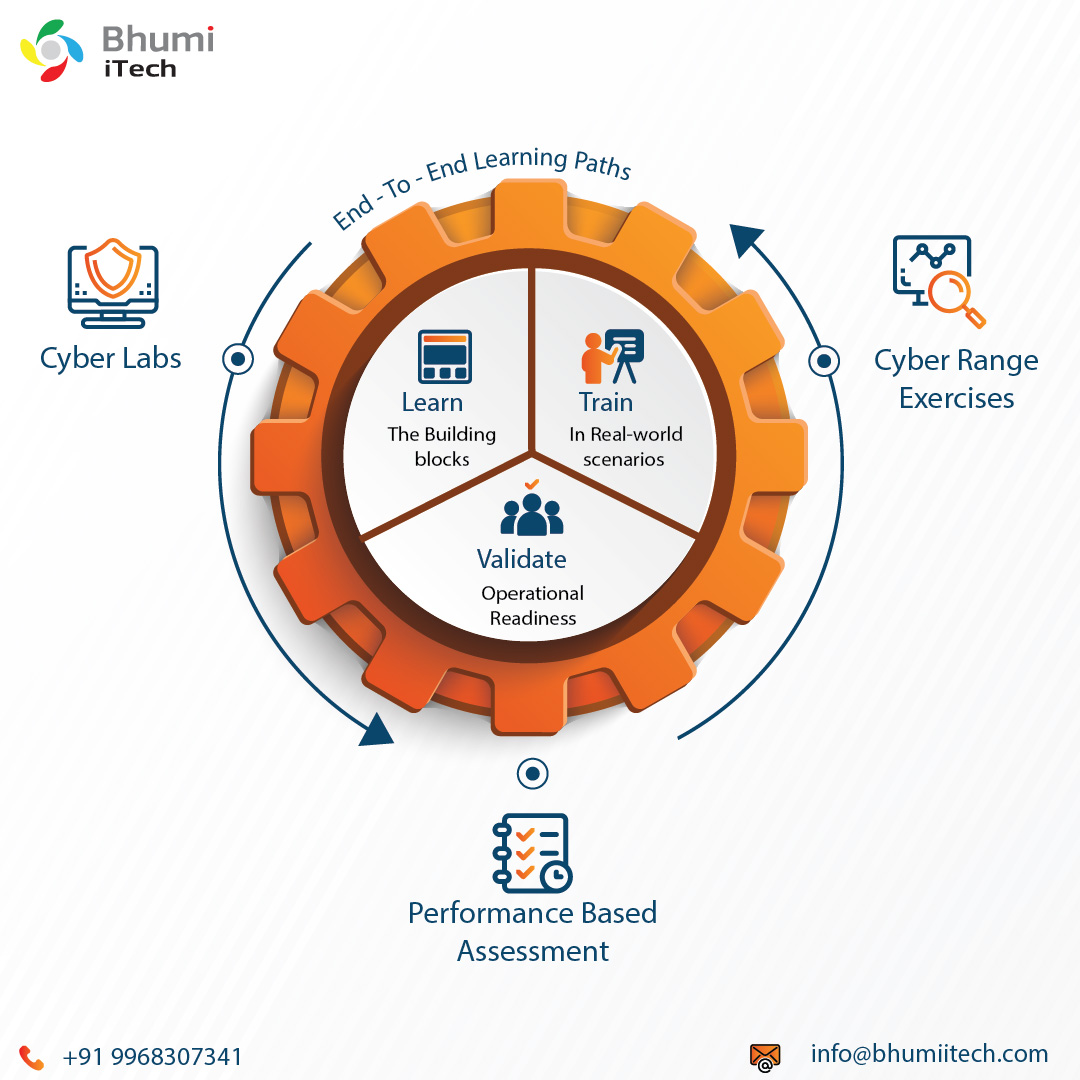 Bhumi
iTech
End - To - End Learning Paths
Cyber Labs
Cyber Range
Exercises
Learn
The Building
blocks
Train
In Real-world
scenarios
Validate
Operational
Readiness
Performance Based
Assessment
+91 9968307341
@
info@bhumiitech.com